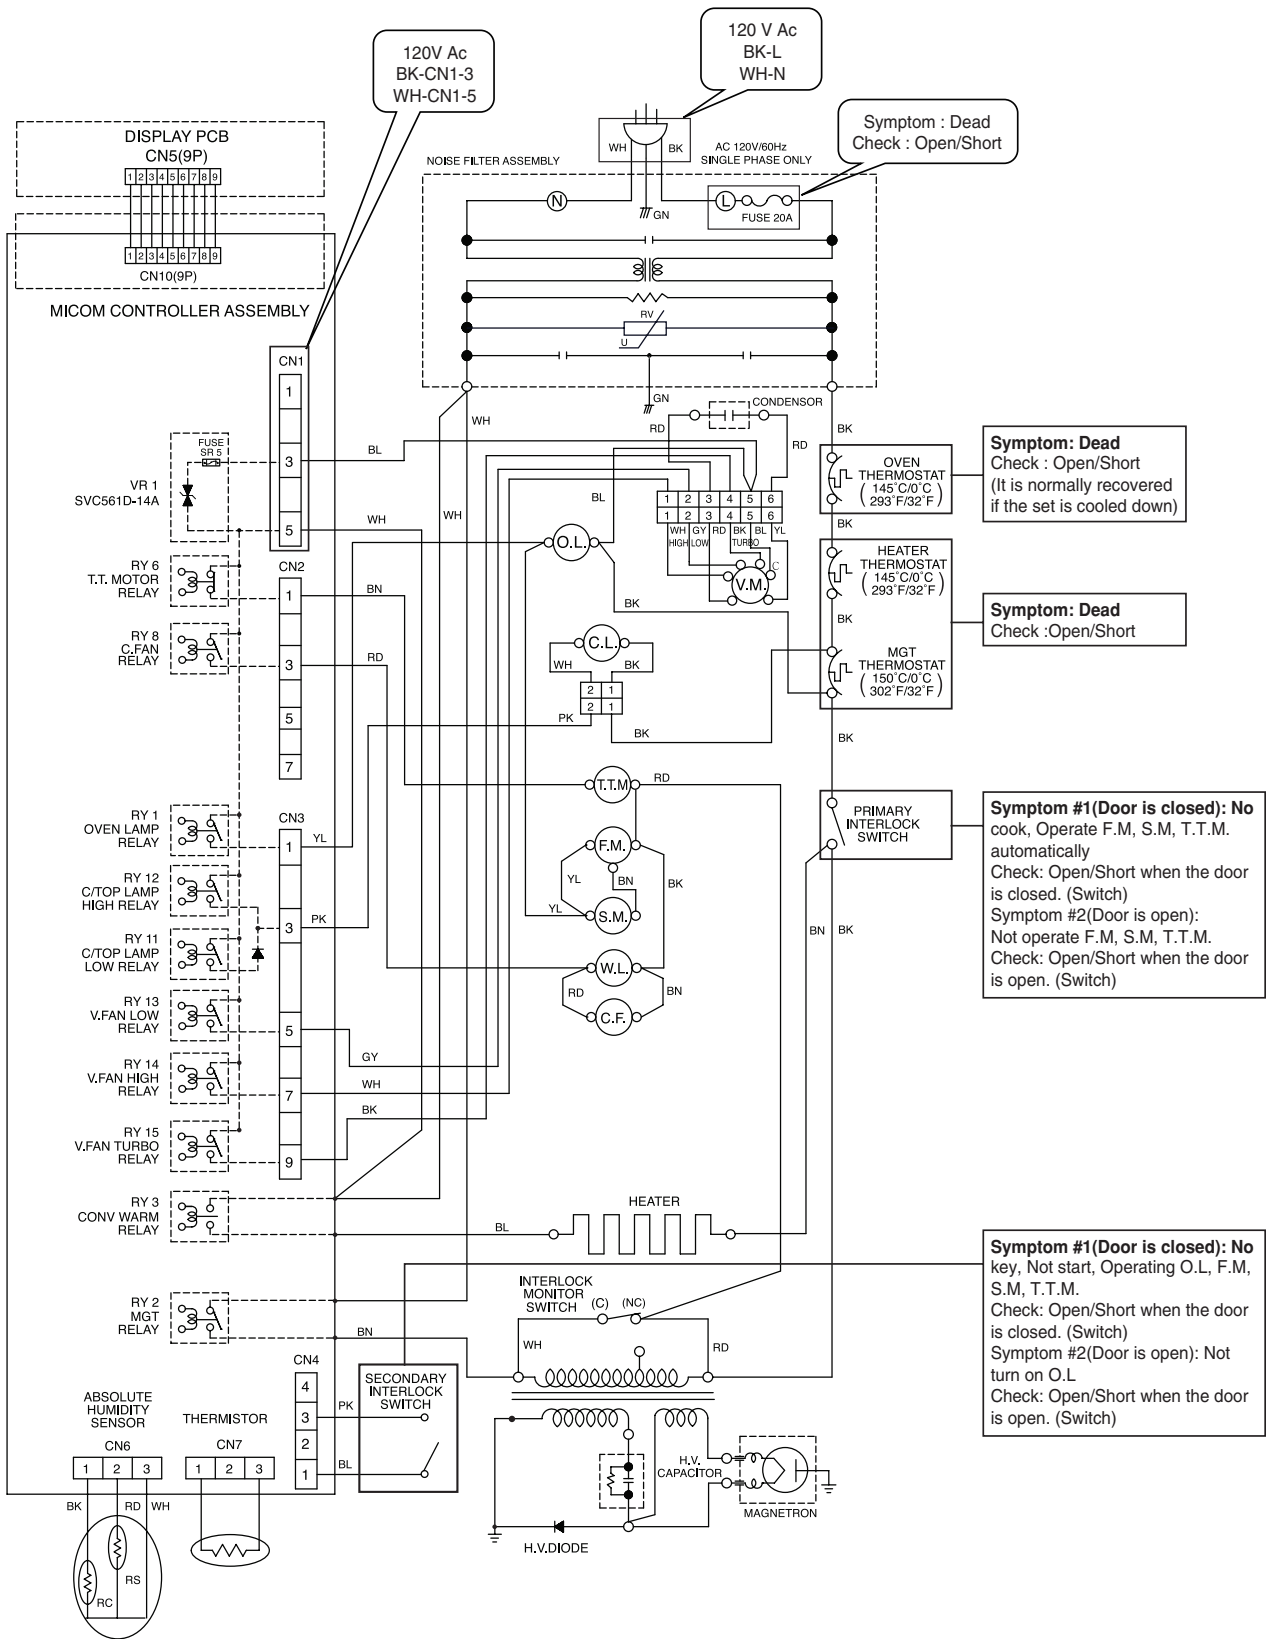 120V Ac
BK-CN1-3
WH-CN1-5
120 V Ac
BK-L
WH-N
Symptom : Dead
Check : Open/Short
DISPLAY PCB
CN5(9P)
1 2 3 4 5 6 7 8 9
1 2 3 4 5 6 7 8 9
CN10(9P)
MICOM CONTROLLER ASSEMBLY
NOISE FILTER ASSEMBLY
WH
BK
AC 120V/60Hz
SINGLE PHASE ONLY
N
GN
L
FUSE 20A
RV
U
GN
WH
BK
CONDENSOR
RD
RD
CN1
1
3
5
FUSE
SR 5
VR 1
SVC561D-14A
BL
WH
WH
BL
1 2 3 4 5 6
1 2 3 4 5 6
WH GY RD BK BL YL
HIGH LOW TURBO
C
V.M.
O.L.
BK
OVEN
THERMOSTAT
( 145˚C/0˚C )
293˚F/32˚F
BK
HEATER
THERMOSTAT
( 145˚C/0˚C )
293˚F/32˚F
BK
MGT
THERMOSTAT
( 150˚C/0˚C )
302˚F/32˚F
BK
Symptom: Dead
Check : Open/Short
(It is normally recovered
if the set is cooled down)
Symptom: Dead
Check :Open/Short
RY 6
T.T. MOTOR
RELAY
RY 8
C.FAN
RELAY
CN2
1
3
5
7
BN
RD
C.L.
WH
BK
2 1
2 1
PK
BK
T.T.M
RD
F.M.
YL
BN
BK
S.M.
YL
W.L.
RD
BN
C.F.
PRIMARY
INTERLOCK
SWITCH
BN
BK
Symptom #1(Door is closed): No
cook, Operate F.M, S.M, T.T.M.
automatically
Check: Open/Short when the door
is closed. (Switch)
Symptom #2(Door is open):
Not operate F.M, S.M, T.T.M.
Check: Open/Short when the door
is open. (Switch)
RY 1
OVEN LAMP
RELAY
RY 12
C/TOP LAMP
HIGH RELAY
RY 11
C/TOP LAMP
LOW RELAY
RY 13
V.FAN LOW
RELAY
RY 14
V.FAN HIGH
RELAY
RY 15
V.FAN TURBO
RELAY
RY 3
CONV WARM
RELAY
RY 2
MGT
RELAY
CN3
1
3
5
7
9
YL
PK
GY
WH
BK
BL
HEATER
BN
INTERLOCK
MONITOR
SWITCH
(C)
(NC)
WH
RD
Symptom #1(Door is closed): No
key, Not start, Operating O.L, F.M,
S.M, T.T.M.
Check: Open/Short when the door
is closed. (Switch)
Symptom #2(Door is open): Not
turn on O.L
Check: Open/Short when the door
is open. (Switch)
CN4
4
3
2
1
PK
BL
SECONDARY
INTERLOCK
SWITCH
ABSOLUTE
HUMIDITY
SENSOR
CN6
1 2 3
BK
RD
WH
RS
RC
THERMISTOR
CN7
1 2 3
H.V.
CAPACITOR
MAGNETRON
H.V.DIODE